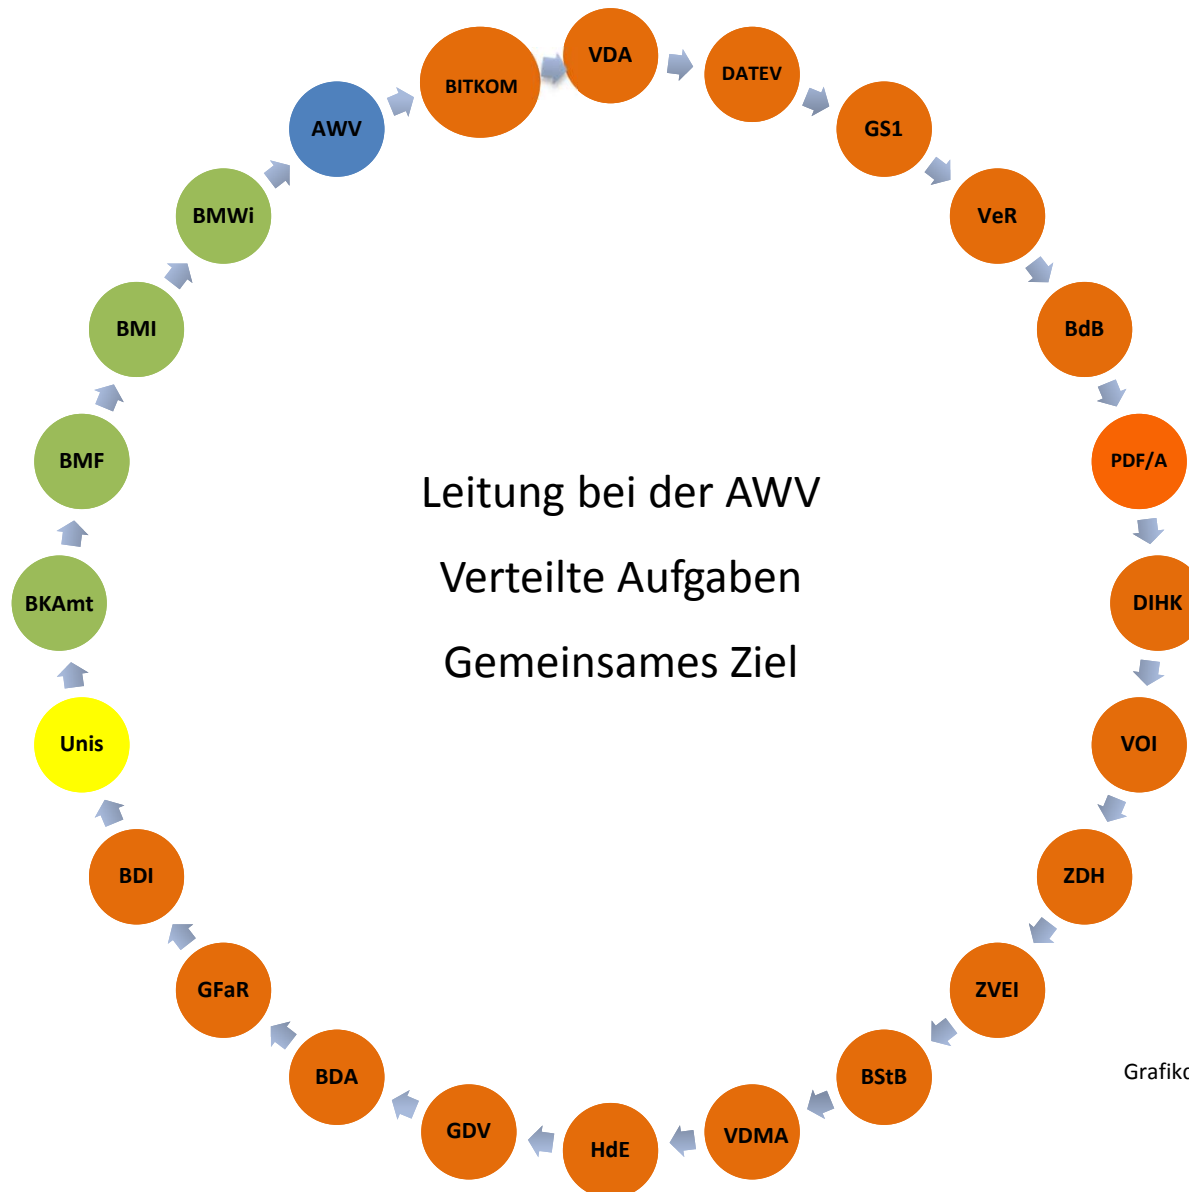 VDA
BITKOM
DATEV
AWV
GS1
BMWi
VeR
BMI
BdB
BMF
PDF/A
Leitung bei der AWV
Verteilte Aufgaben
Gemeinsames Ziel
BKAmt
DIHK
Unis
VOI
BDI
ZDH
GFaR
ZVEI
BDA
BStB
GDV
VDMA
HdE